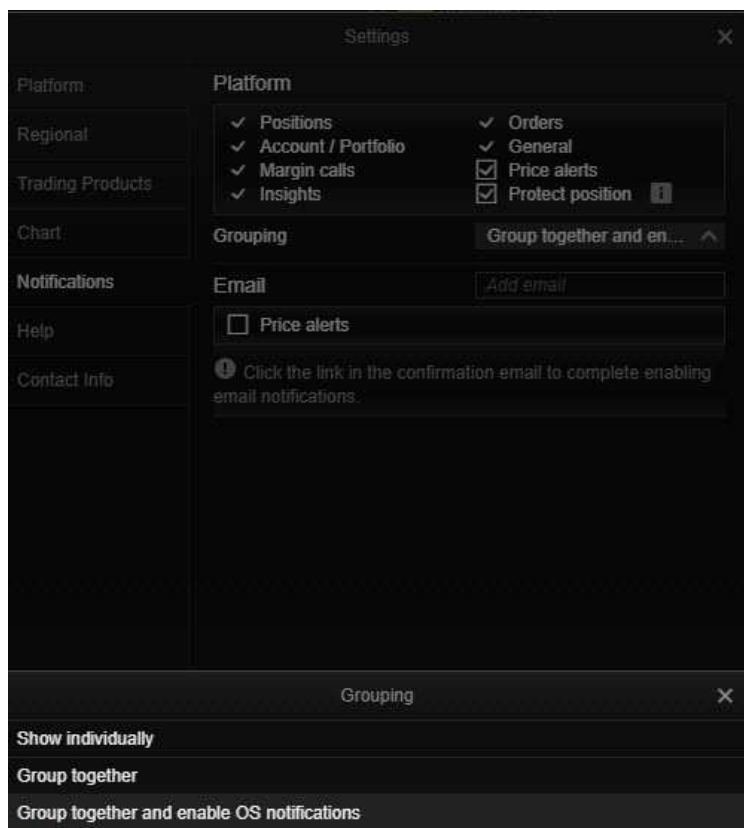 Settings
Platform
Regional
Trading Products
Chart
Notifications
Help
Contact Info
Platform
Positions
Orders
Account / Portfolio
General
Margin calls
Price alerts
Insights
Protect position
Grouping
Group together and en...
Email
Add email
Price alerts
Click the link in the confirmation email to complete enabling
email notifications.
Grouping
Show individually
Group together
Group together and enable OS notifications